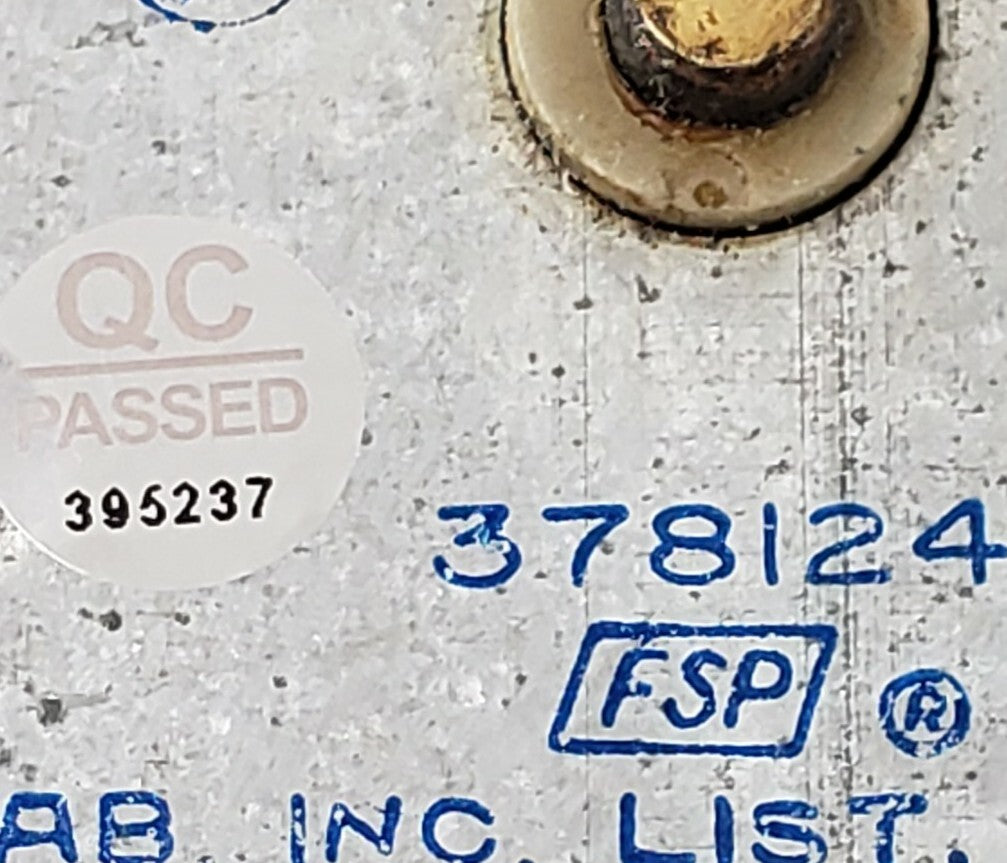 QC
PASSED
395237
378124
FSP ®
AB. INC. LIST.